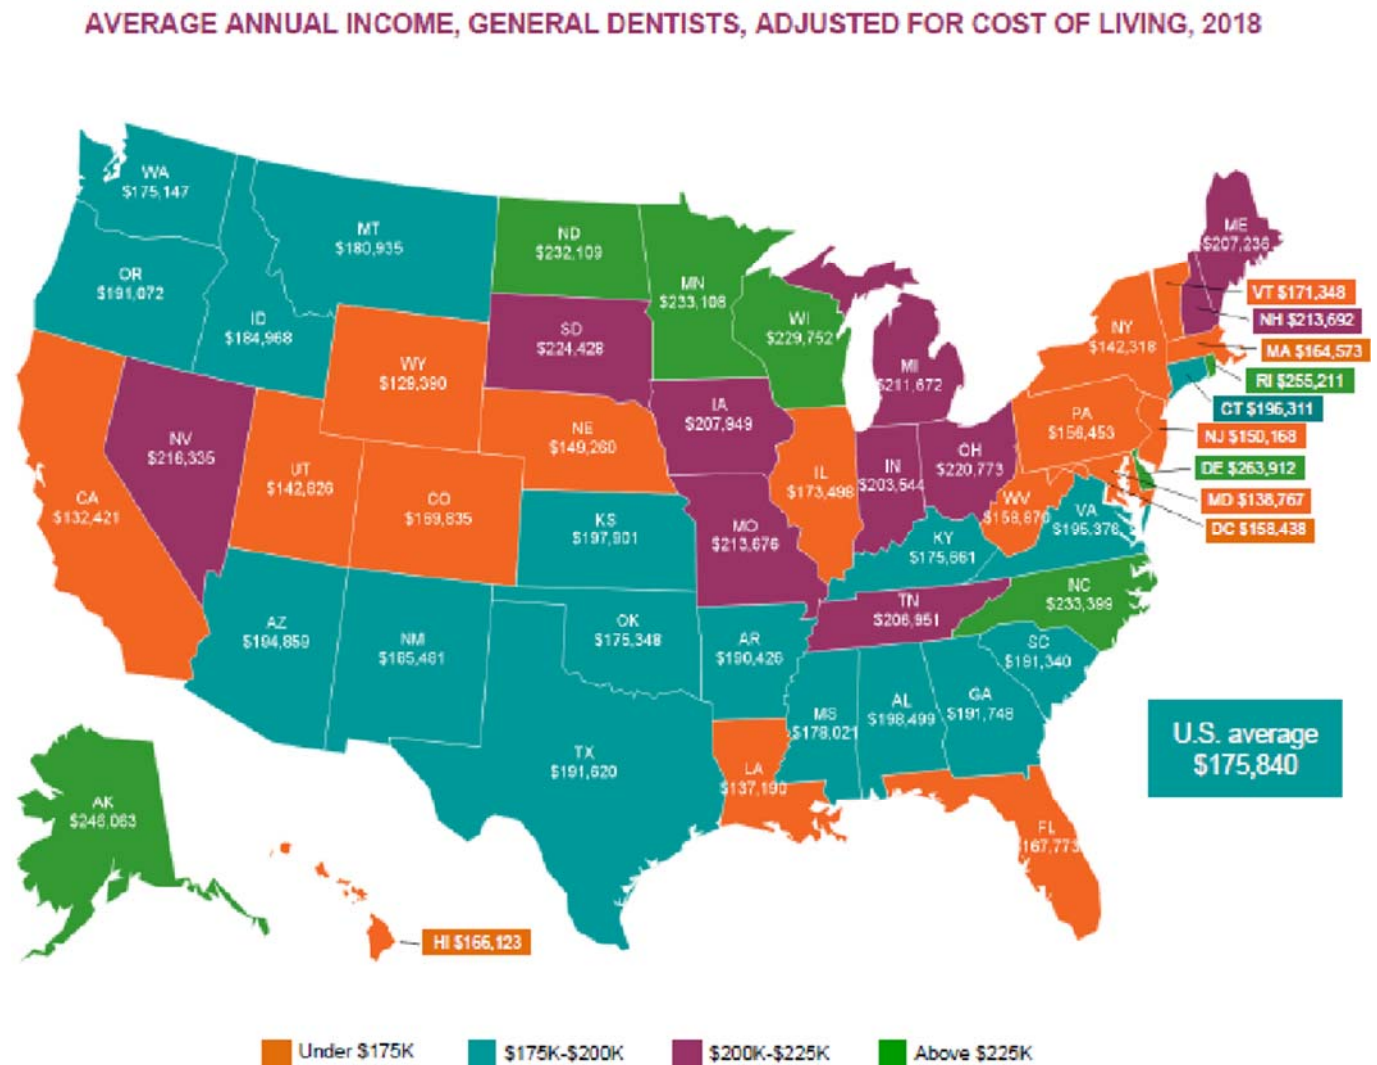 AVERAGE ANNUAL INCOME, GENERAL DENTISTS, ADJUSTED FOR COST OF LIVING, 2018
WA
$175,147
MT
$180,935
ND
$232,109
MN
$233,108
ME
$207,236
OR
$191,072
ID
$184,968
SD
$224,428
WI
$229,752
VT $171,348
NH $213,692
NY
$142,318
MA $164,573
WY
$129,390
MI
$211,672
RI $255,211
CT $196,311
IA
$207,949
PA
$156,453
NJ $150,168
NV
$216,335
NE
$149,260
OH
$220,773
DE $263,912
UT
$142,826
IL
$173,498
IN
$203,544
CA
$132,421
CO
$169,835
MD $138,767
WV
VA
$195,378
DC $158,438
KS
$197,901
MO
$213,676
KY
$175,661
NC
$233,399
TN
$206,951
AZ
$194,859
NM
OK
$175,348
AR
$190,426
SC
$191,340
GA
$191,748
AL
$198,499
MS
$178,021
TX
$191,620
LA
$137,190
U.S. average
$175,840
AK
$246,063
FL
$167,773
HI $166,123
Under $175K
$175K-$200K
$200K-$225K
Above $225K